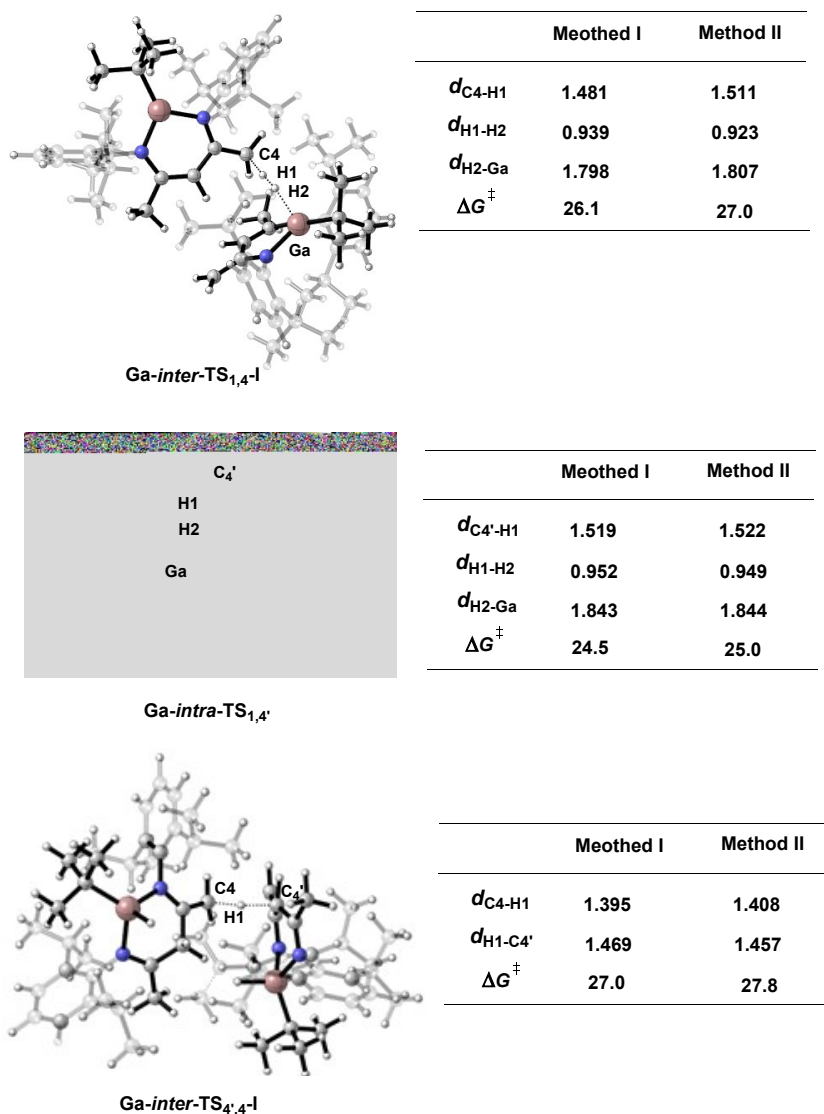 Meothed I Method II
dC4-H1 1.481 1.511
dH1-H2 0.939 0.923
dH2-Ga 1.798 1.807
ΔG‡ 26.1 27.0
C4
H1
H2
Ga
Ga-inter-TS1,4-I
C4'
H1
H2
Ga
Meothed I Method II
dC4'-H1 1.519 1.522
dH1-H2 0.952 0.949
dH2-Ga 1.843 1.844
ΔG‡ 24.5 25.0
Ga-intra-TS1,4'
C4 C4'
H1
Meothed I Method II
dC4-H1 1.395 1.408
dH1-C4' 1.469 1.457
ΔG‡ 27.0 27.8
Ga-inter-TS4',4-I